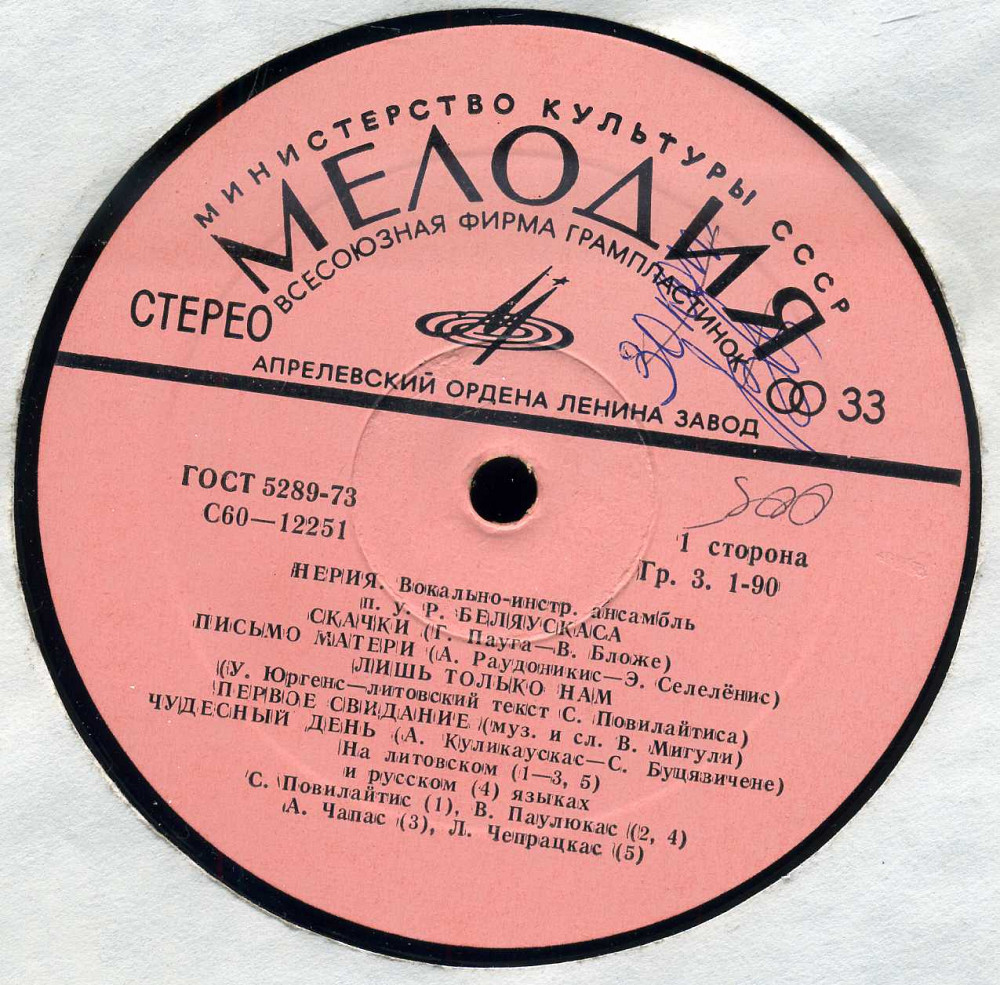 МИНИСТЕРСТВО КУЛЬТУРЫ СССР
МЕЛОДИЯ
ВСЕСОЮЗНАЯ ФИРМА ГРАМПЛАСТИНОК
СТЕРЕО
33
АПРЕЛЕВСКИЙ ОРДЕНА ЛЕНИНА ЗАВОД
ГОСТ 5289-73
С60—12251
1 сторона
Гр. 3. 1-90
НЕРИЯ. Вокально-инстр. ансамбль
п. у. Р. БЕЛЯУСКАСА
СКАЧКИ (Г. Пауга—В. Бложе)
ПИСЬМО МАТЕРИ (А. Раудоникис—Э. Селелёнис)
ЛИШЬ ТОЛЬКО НАМ
(У. Юргенс—литовский текст С. Повилайтиса)
ПЕРВОЕ СВИДАНИЕ (муз. и сл. В. Мигули)
ЧУДЕСНЫЙ ДЕНЬ (А. Куликаускас—С. Буцявичене)
На литовском (1—3, 5)
и русском (4) языках
С. Повилайтис (1), В. Паулюкас (2, 4)
А. Чапас (3), Л. Чепрацкас (5)